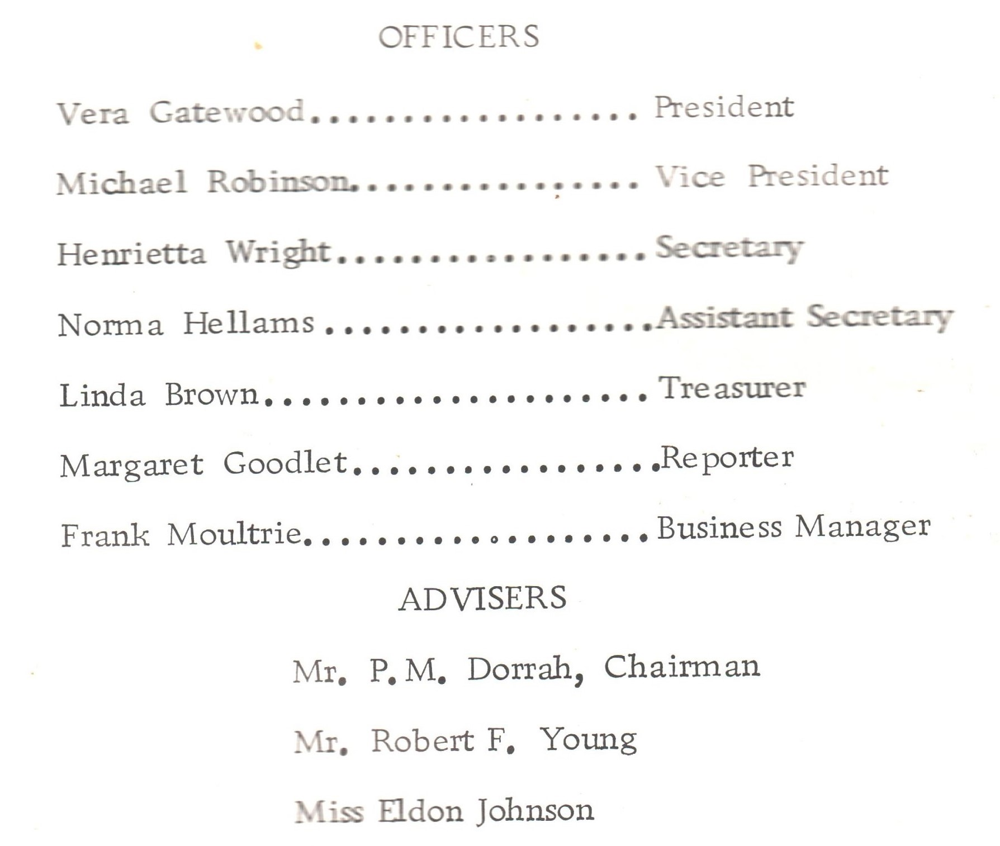 OFFICERS
Vera Gatewood.................. President
Michael Robinson................ Vice President
Henrietta Wright................. Secretary
Norma Hellams ..................Assistant Secretary
Linda Brown..................... Treasurer
Margaret Goodlet.................Reporter
Frank Moultrie...................Business Manager
ADVISERS
Mr. P. M. Dorrah, Chairman
Mr. Robert F. Young
Miss Eldon Johnson